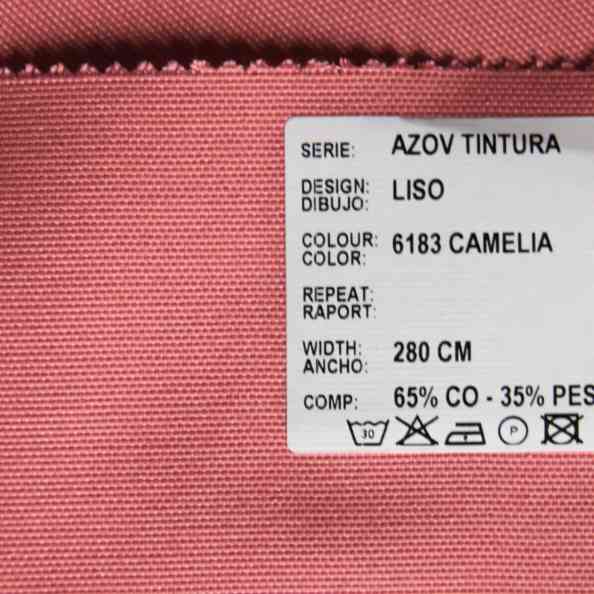 SERIE: AZOV TINTURA
DESIGN: LISO
DIBUJO:
COLOUR: 6183 CAMELIA
COLOR:
REPEAT:
RAPORT:
WIDTH: 280 CM
ANCHO:
COMP: 65% CO - 35% PES
30 P